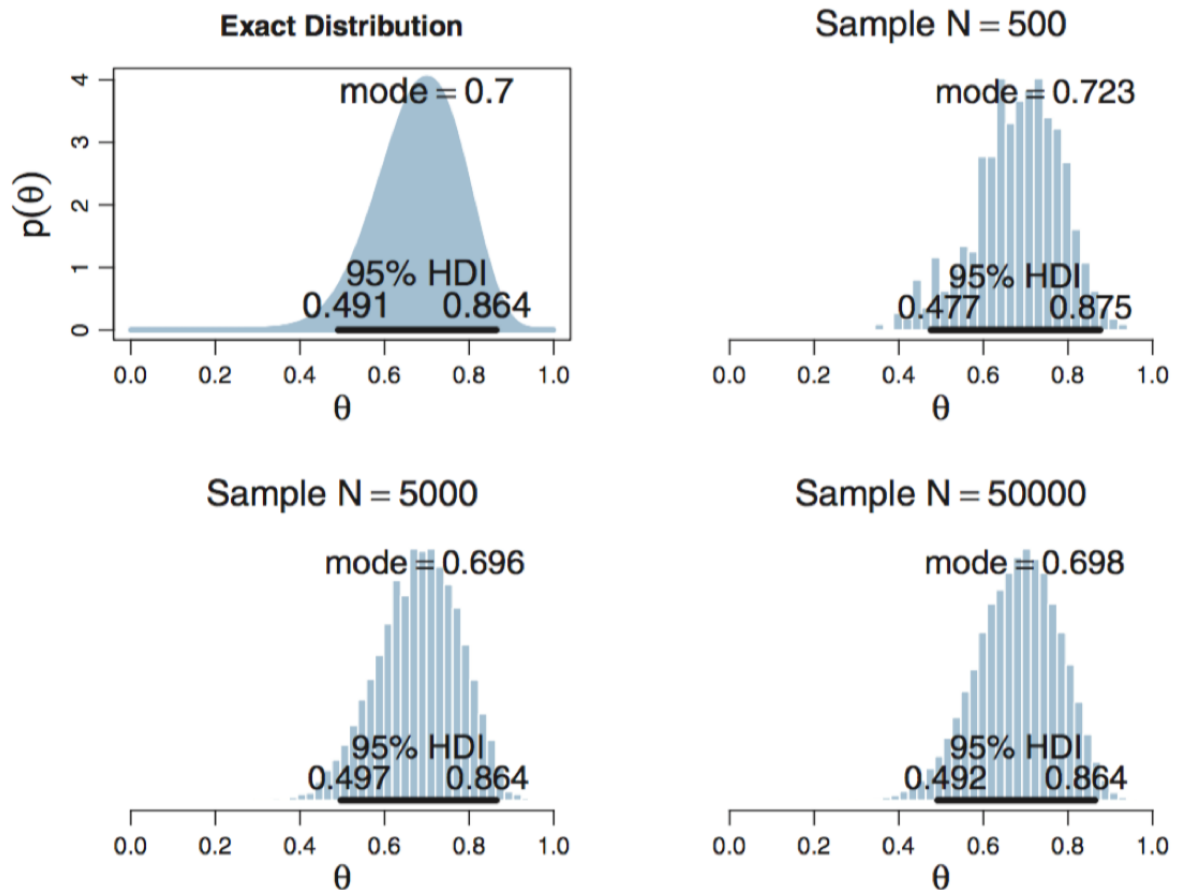 Exact Distribution
mode = 0.7
p(θ)
4
3
2
1
0
95% HDI
0.491 0.864
0.0 0.2 0.4 0.6 0.8 1.0
θ
Sample N = 500
mode = 0.723
95% HDI
0.477 0.875
0.0 0.2 0.4 0.6 0.8 1.0
θ
Sample N = 5000
mode = 0.696
95% HDI
0.497 0.864
0.0 0.2 0.4 0.6 0.8 1.0
θ
Sample N = 50000
mode = 0.698
95% HDI
0.492 0.864
0.0 0.2 0.4 0.6 0.8 1.0
θ